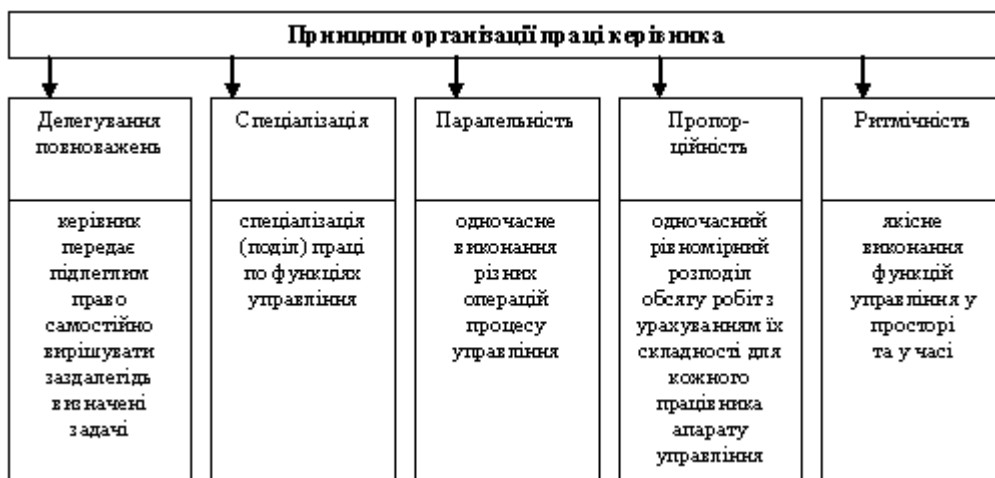 Принципи організації праці керівника
Делегування
повноважень
керівник
передає
підлеглим
право
самостійно
вирішувати
заздалегідь
визначені
задачі
Спеціалізація
спеціалізація
(поділ) праці
по функціях
управління
Паралельність
одночасне
виконання
різних
операцій
процесу
управління
Пропор-
ційність
одночасний
рівномірний
розподіл
обсягу робіт з
урахуванням їх
складності для
кожного
працівника
апарату
управління
Ритмічність
якісне
виконання
функцій
управління у
просторі
та у часі